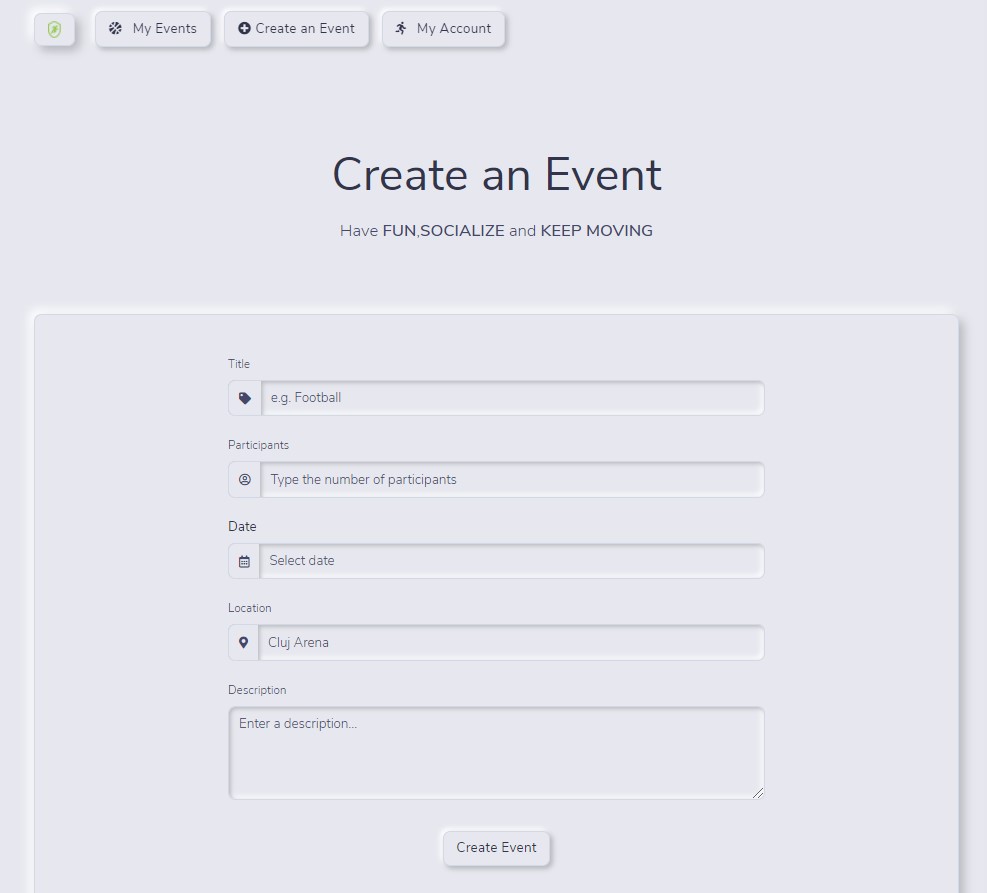 My Events Create an Event My Account
Create an Event
Have FUN,SOCIALIZE and KEEP MOVING
Title
e.g. Football
Participants
Type the number of participants
Date
Select date
Location
Cluj Arena
Description
Enter a description...
Create Event